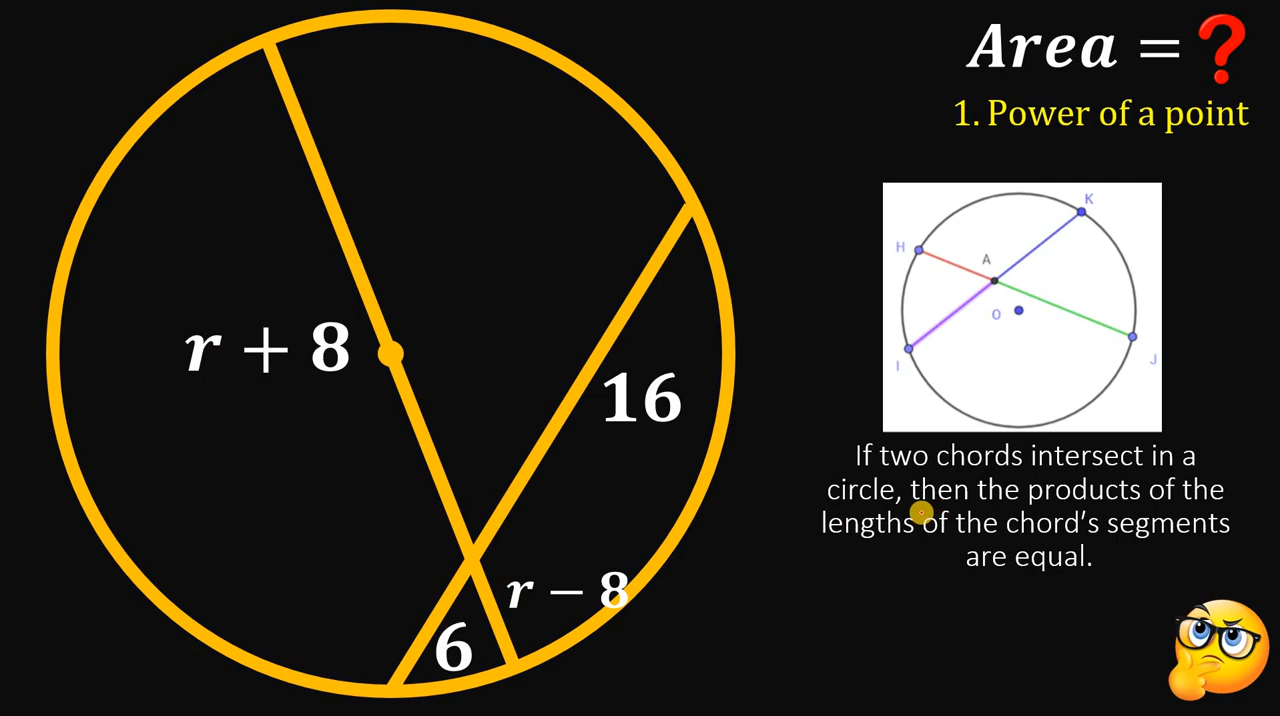 Area = ❓
1. Power of a point
r + 8
16
r − 8
6
K
H
A
O
I
J
If two chords intersect in a
circle, then the products of the
lengths of the chord's segments
are equal.